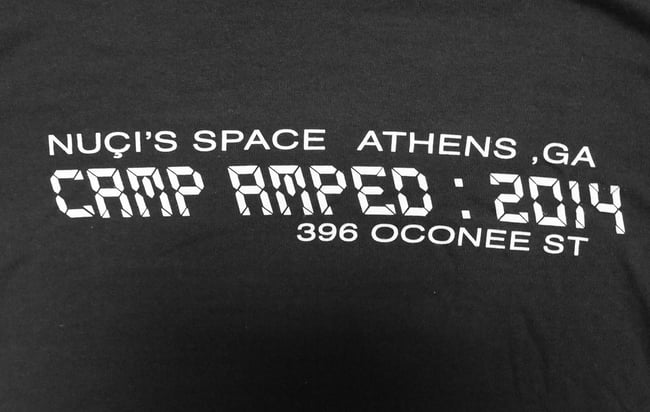 NUÇI'S SPACE ATHENS ,GA
CAMP AMPED : 2014
396 OCONEE ST